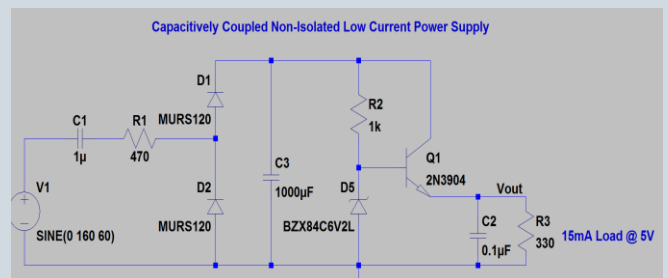 Capacitively Coupled Non-Isolated Low Current Power Supply
D1
MURS120
C1
1µ
R1
470
R2
1k
C3
1000µF
Q1
2N3904
V1
SINE(0 160 60)
D2
MURS120
D5
BZX84C6V2L
Vout
C2
0.1µF
R3
330
15mA Load @ 5V